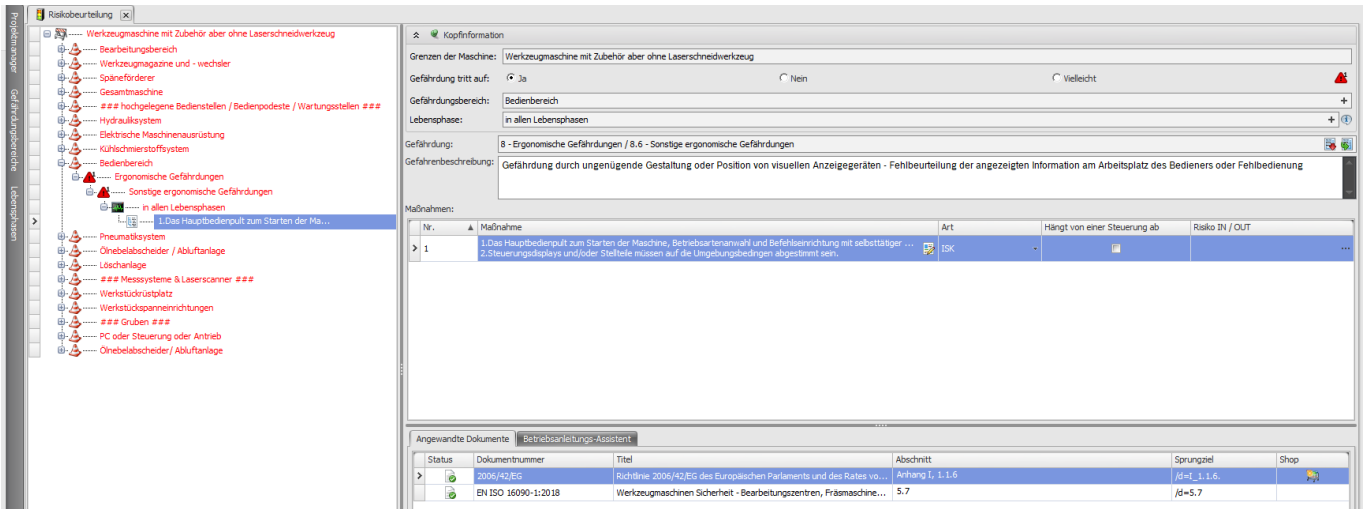 Projektmanager
Gefährdungsbereiche
Lebensphasen
Risikobeurteilung
Werkzeugmaschine mit Zubehör aber ohne Laserschneidwerkzeug
Bearbeitungsbereich
Werkzeugmagazine und - wechsler
Späneförderer
Gesamtmaschine
### hochgelegene Bedienstellen / Bedienpodeste / Wartungsstellen ###
Hydrauliksystem
Elektrische Maschinenausrüstung
Kühlschmierstoffsystem
Bedienbereich
Ergonomische Gefährdungen
Sonstige ergonomische Gefährdungen
in allen Lebensphasen
1.Das Hauptbedienpult zum Starten der Ma...
Pneumatiksystem
Ölnebelabscheider / Abluftanlage
Löschanlage
### Messsysteme & Laserscanner ###
Werkstückrüstplatz
Werkstückspanneinrichtungen
### Gruben ###
PC oder Steuerung oder Antrieb
Ölnebelabscheider/ Abluftanlage
Kopfinformation
Grenzen der Maschine: Werkzeugmaschine mit Zubehör aber ohne Laserschneidwerkzeug
Gefährdung tritt auf: Ja Nein Vielleicht
Gefährdungsbereich: Bedienbereich
Lebensphase: in allen Lebensphasen
Gefährdung: 8 - Ergonomische Gefährdungen / 8.6 - Sonstige ergonomische Gefährdungen
Gefahrenbeschreibung: Gefährdung durch ungenügende Gestaltung oder Position von visuellen Anzeigegeräten - Fehlbeurteilung der angezeigten Information am Arbeitsplatz des Bedieners oder Fehlbedienung
Maßnahmen:
Nr. Maßnahme Art Hängt von einer Steuerung ab Risiko IN / OUT
1 1.Das Hauptbedienpult zum Starten der Maschine, Betriebsartenanwahl und Befehlseinrichtung mit selbsttätiger ... ISK ...
2.Steuerungsdisplays und/oder Stellteile müssen auf die Umgebungsbedingen abgestimmt sein.
Angewandte Dokumente Betriebsanleitungs-Assistent
Status Dokumentnummer Titel Abschnitt Sprungziel Shop
2006/42/EG Richtlinie 2006/42/EG des Europäischen Parlaments und des Rates vo... Anhang I, 1.1.6 /d=I_1.1.6.
EN ISO 16090-1:2018 Werkzeugmaschinen Sicherheit - Bearbeitungszentren, Fräsmaschine... 5.7 /d=5.7